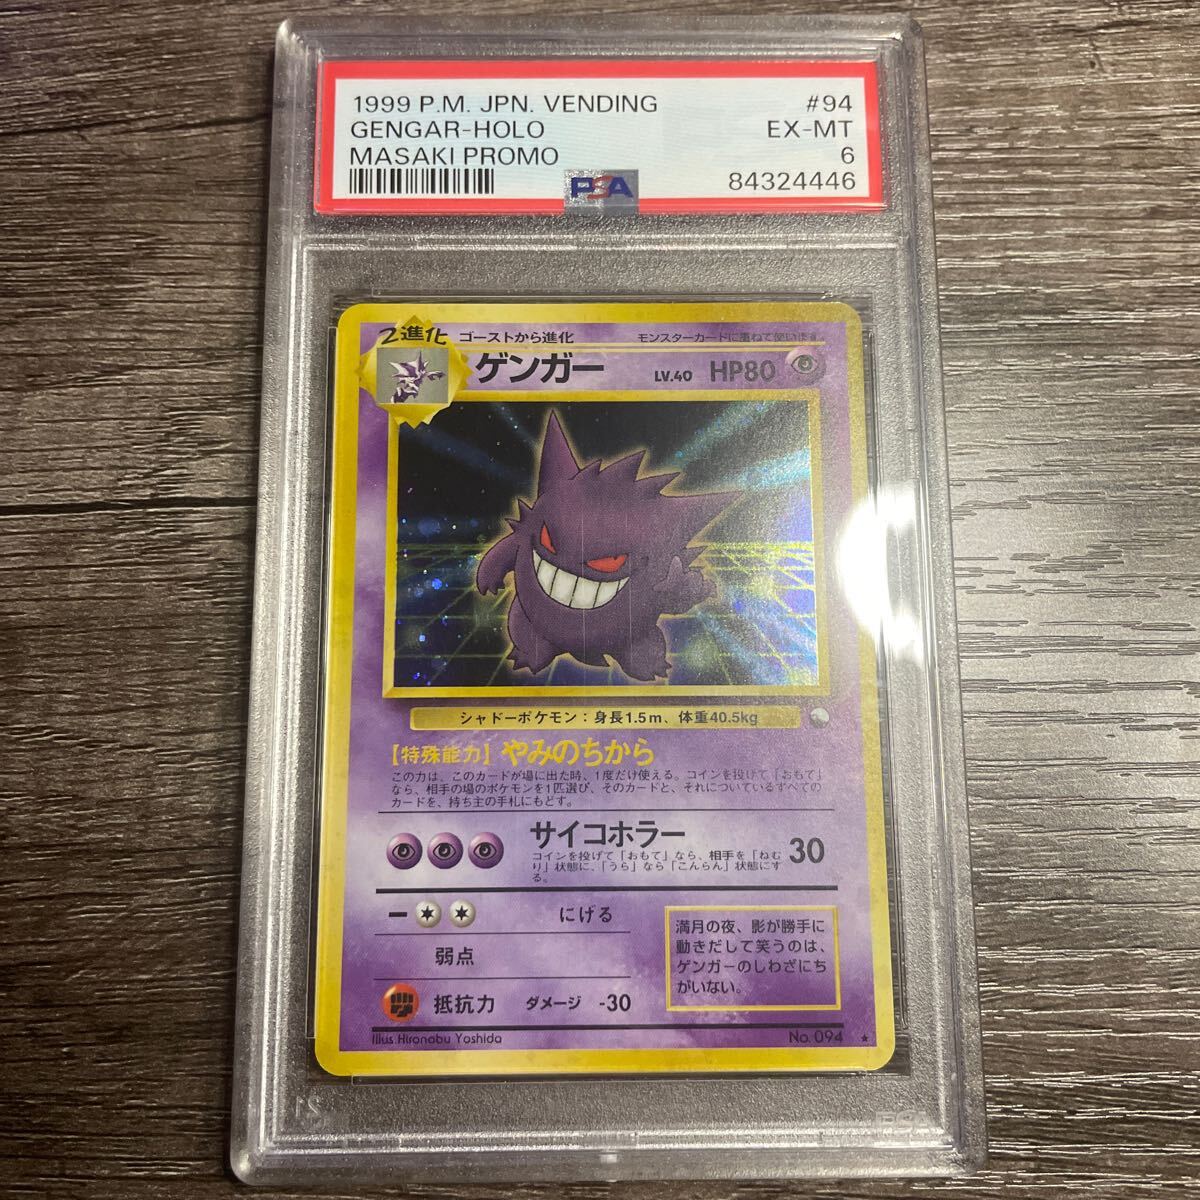 1999 P.M. JPN. VENDING #94
GENGAR-HOLO EX-MT
MASAKI PROMO 6
PSA 84324446
2進化 ゴーストから進化 モンスターカードに重ねて使います
ゲンガー LV.40 HP80
シャドーポケモン：身長1.5m、体重40.5kg
【特殊能力】やみのちから
この力は、このカードが場に出た時、1度だけ使える。コインを投げて「おもて」
なら、相手の場のポケモンを1匹選び、そのカードと、それについているすべての
カードを、持ち主の手札にもどす。
サイコホラー 30
コインを投げて「おもて」なら、相手を「ねむ
り」状態に、「うら」なら「こんらん」状態にす
る。
ー にげる
弱点
抵抗力 ダメージ -30
満月の夜、影が勝手に
動きだして笑うのは、
ゲンガーのしわざにち
がいない。
Illus. Hironobu Yoshida No. 094 ★
PSA